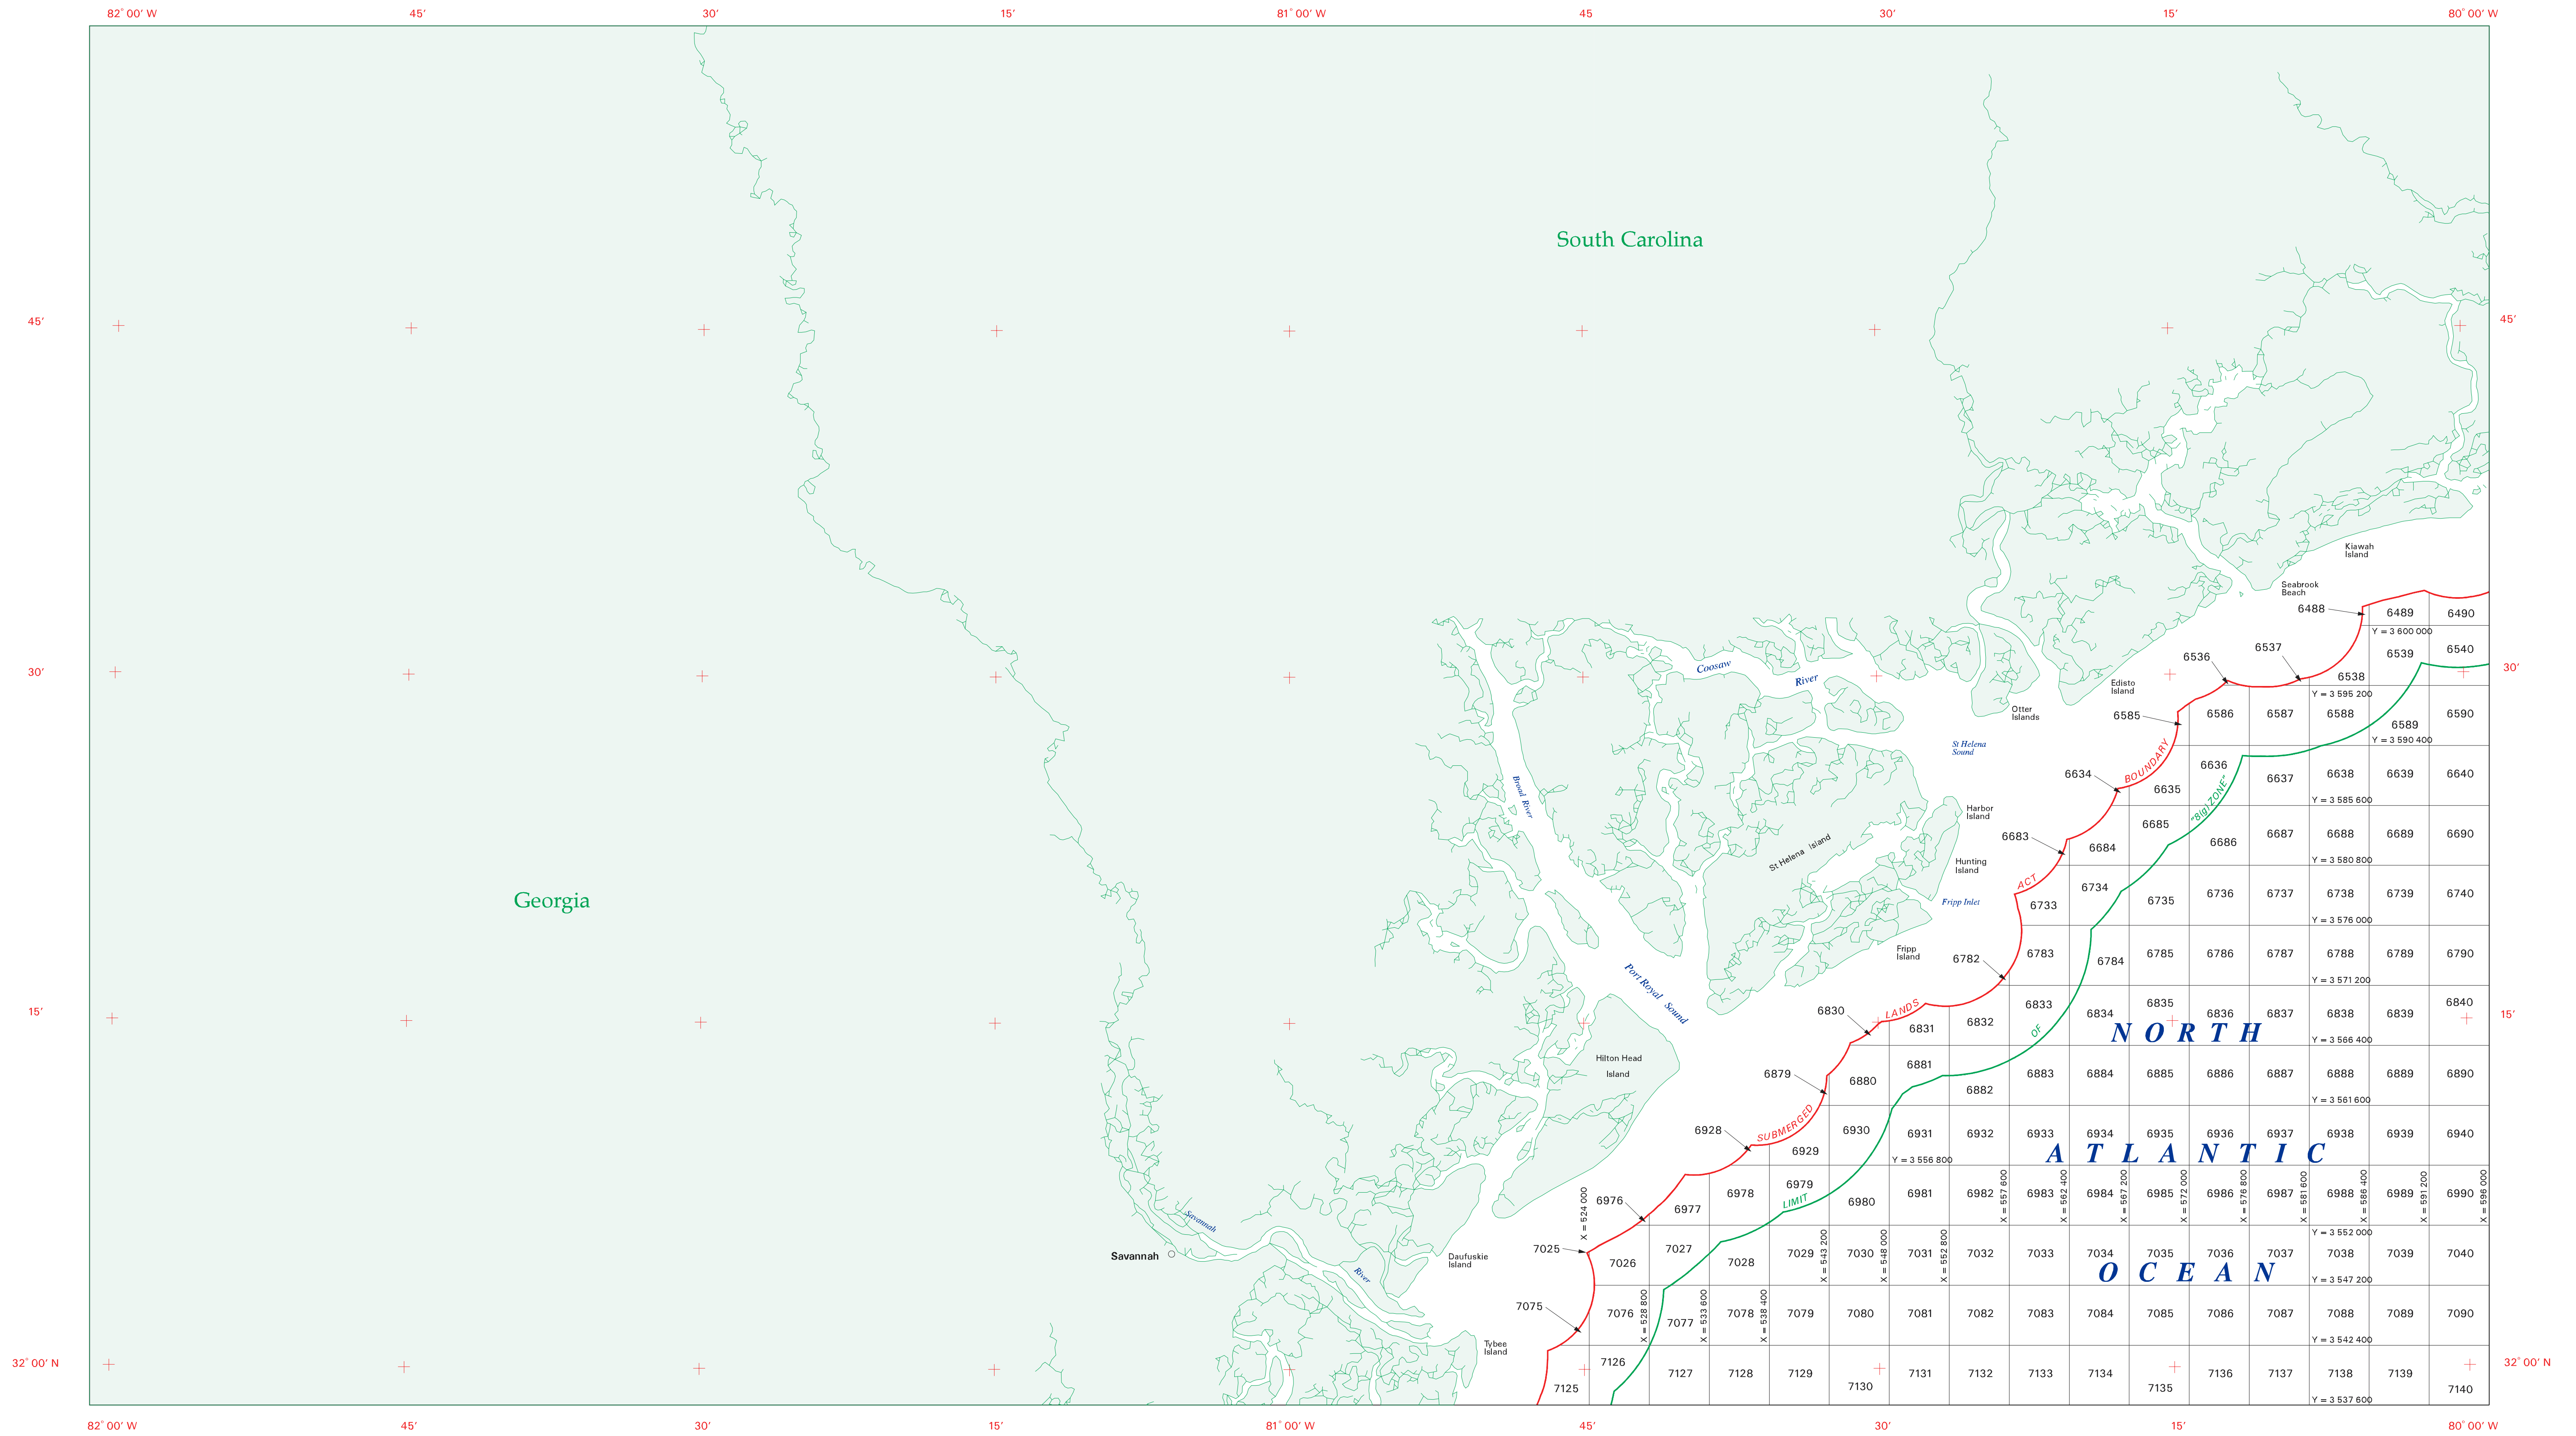 82° 00' W 45' 30' 15' 81° 00' W 45 30' 15' 80° 00' W
South Carolina
45' 45'
Kiawah
Island
Seabrook
Beach
6488 6489 6490
Y = 3 600 000
6537 6539 6540
6536
Coosaw
30' 30'
River
6538
Edisto
Island
Y = 3 595 200
Otter
Islands
6585 6586 6587 6588 6590
6589
Y = 3 590 400
St Helena
Sound
BOUNDARY
6634 6636 6637 6638 6639 6640
6635
Broad River
"8(g) ZONE"
Y = 3 585 600
Harbor
Island
6683 6685 6687 6688 6689 6690
6684 6686
St Helena Island
Y = 3 580 800
Hunting
Island
ACT
6734 6736 6737 6738 6739 6740
Georgia
Fripp Inlet
6733 6735
Y = 3 576 000
Fripp
Island
6782 6783 6784 6785 6786 6787 6788 6789 6790
Port Royal Sound
Y = 3 571 200
15' 15'
6830 LANDS 6831 6832 6833 6834 6835 6836 6837 6838 6839 6840
OF
NORTH
Y = 3 566 400
Hilton Head
Island
6879 6880 6881 6882 6883 6884 6885 6886 6887 6888 6889 6890
Y = 3 561 600
SUBMERGED
6928 6929 6930 6931 6932 6933 6934 6935 6936 6937 6938 6939 6940
ATLANTIC
Y = 3 556 800
6976 6977 6978 6979 6980 6981 6982 6983 6984 6985 6986 6987 6988 6989 6990
LIMIT
X = 524 000
X = 557 600
X = 562 400
X = 567 200
X = 572 000
X = 576 800
X = 581 600
X = 586 400
X = 591 200
X = 596 000
Savannah
Y = 3 552 000
Savannah
Daufuskie
Island
River
7025 7026 7027 7028 7029 7030 7031 7032 7033 7034 7035 7036 7037 7038 7039 7040
X = 543 200
X = 548 000
X = 552 800
OCEAN
Y = 3 547 200
7075 7076 7077 7078 7079 7080 7081 7082 7083 7084 7085 7086 7087 7088 7089 7090
X = 528 800
X = 533 600
X = 538 400
Y = 3 542 400
Tybee
Island
32° 00' N 32° 00' N
7125 7126 7127 7128 7129 7130 7131 7132 7133 7134 7135 7136 7137 7138 7139 7140
Y = 3 537 600
82° 00' W 45' 30' 15' 81° 00' W 45' 30' 15' 80° 00' W